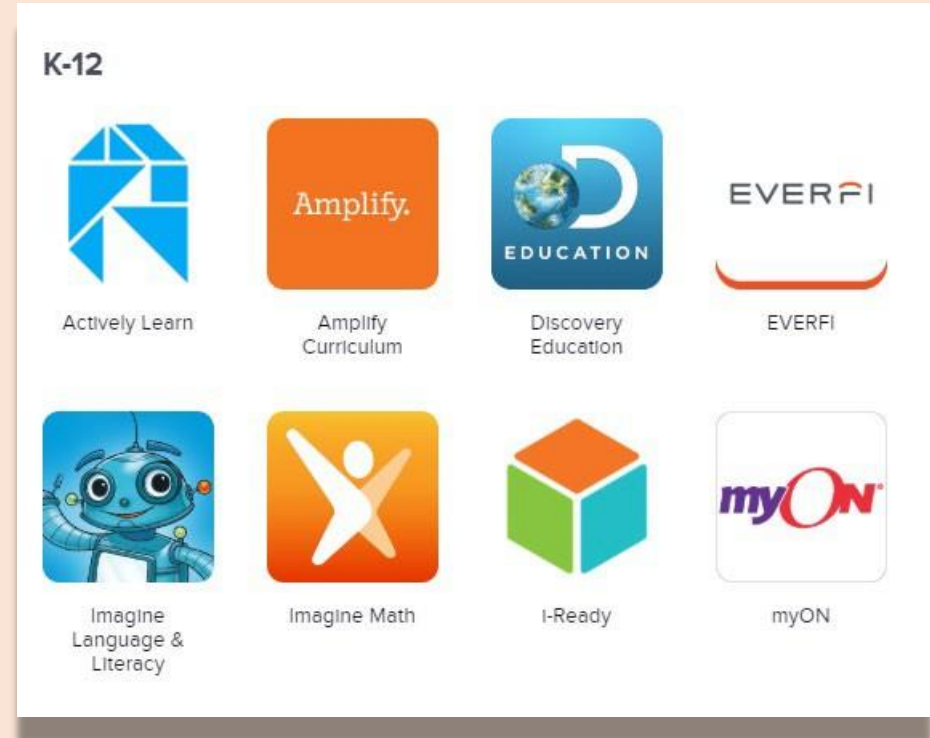 K-12
Amplify.
EDUCATION
EVERFI
Actively Learn
Amplify
Curriculum
Discovery
Education
EVERFI
myON
Imagine
Language &
Literacy
Imagine Math
i-Ready
myON